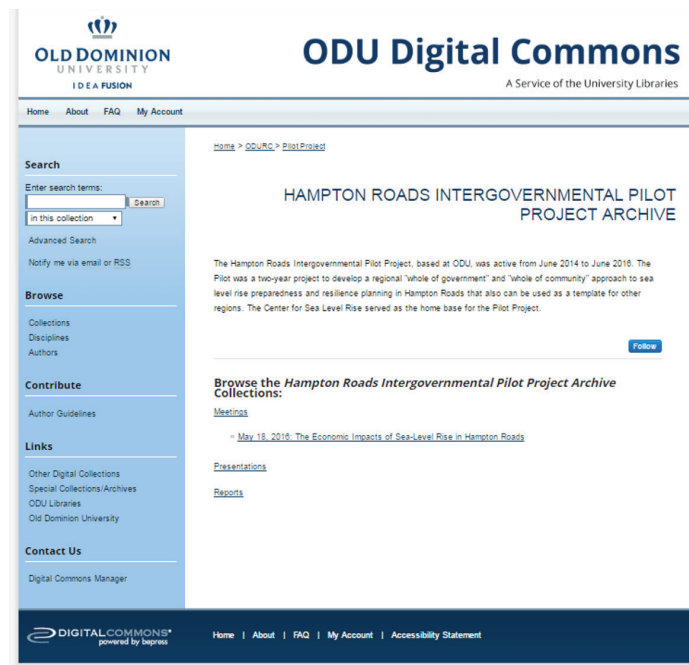 OLD DOMINION
UNIVERSITY
IDEA FUSION
ODU Digital Commons
A Service of the University Libraries
Home About FAQ My Account
Search
Enter search terms:
Search
in this collection
Advanced Search
Notify me via email or RSS
Browse
Collections
Disciplines
Authors
Contribute
Author Guidelines
Links
Other Digital Collections
Special Collections/Archives
ODU Libraries
Old Dominion University
Contact Us
Digital Commons Manager
Home > ODURC > Pilot Project
HAMPTON ROADS INTERGOVERNMENTAL PILOT
PROJECT ARCHIVE
The Hampton Roads Intergovernmental Pilot Project, based at ODU, was active from June 2014 to June 2016. The
Pilot was a two-year project to develop a regional "whole of government" and "whole of community" approach to sea
level rise preparedness and resilience planning in Hampton Roads that also can be used as a template for other
regions. The Center for Sea Level Rise served as the home base for the Pilot Project.
Follow
Browse the Hampton Roads Intergovernmental Pilot Project Archive
Collections:
Meetings
» May 18, 2016: The Economic Impacts of Sea-Level Rise in Hampton Roads
Presentations
Reports
DIGITALCOMMONS®
powered by bepress
Home | About | FAQ | My Account | Accessibility Statement